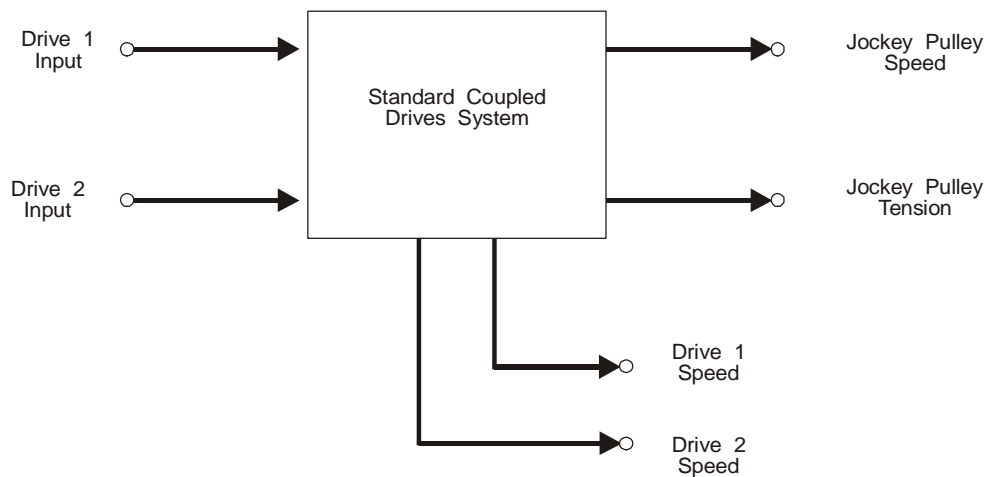 Drive 1
Input
Jockey Pulley
Speed
Standard Coupled
Drives System
Drive 2
Input
Jockey Pulley
Tension
Drive 1
Speed
Drive 2
Speed